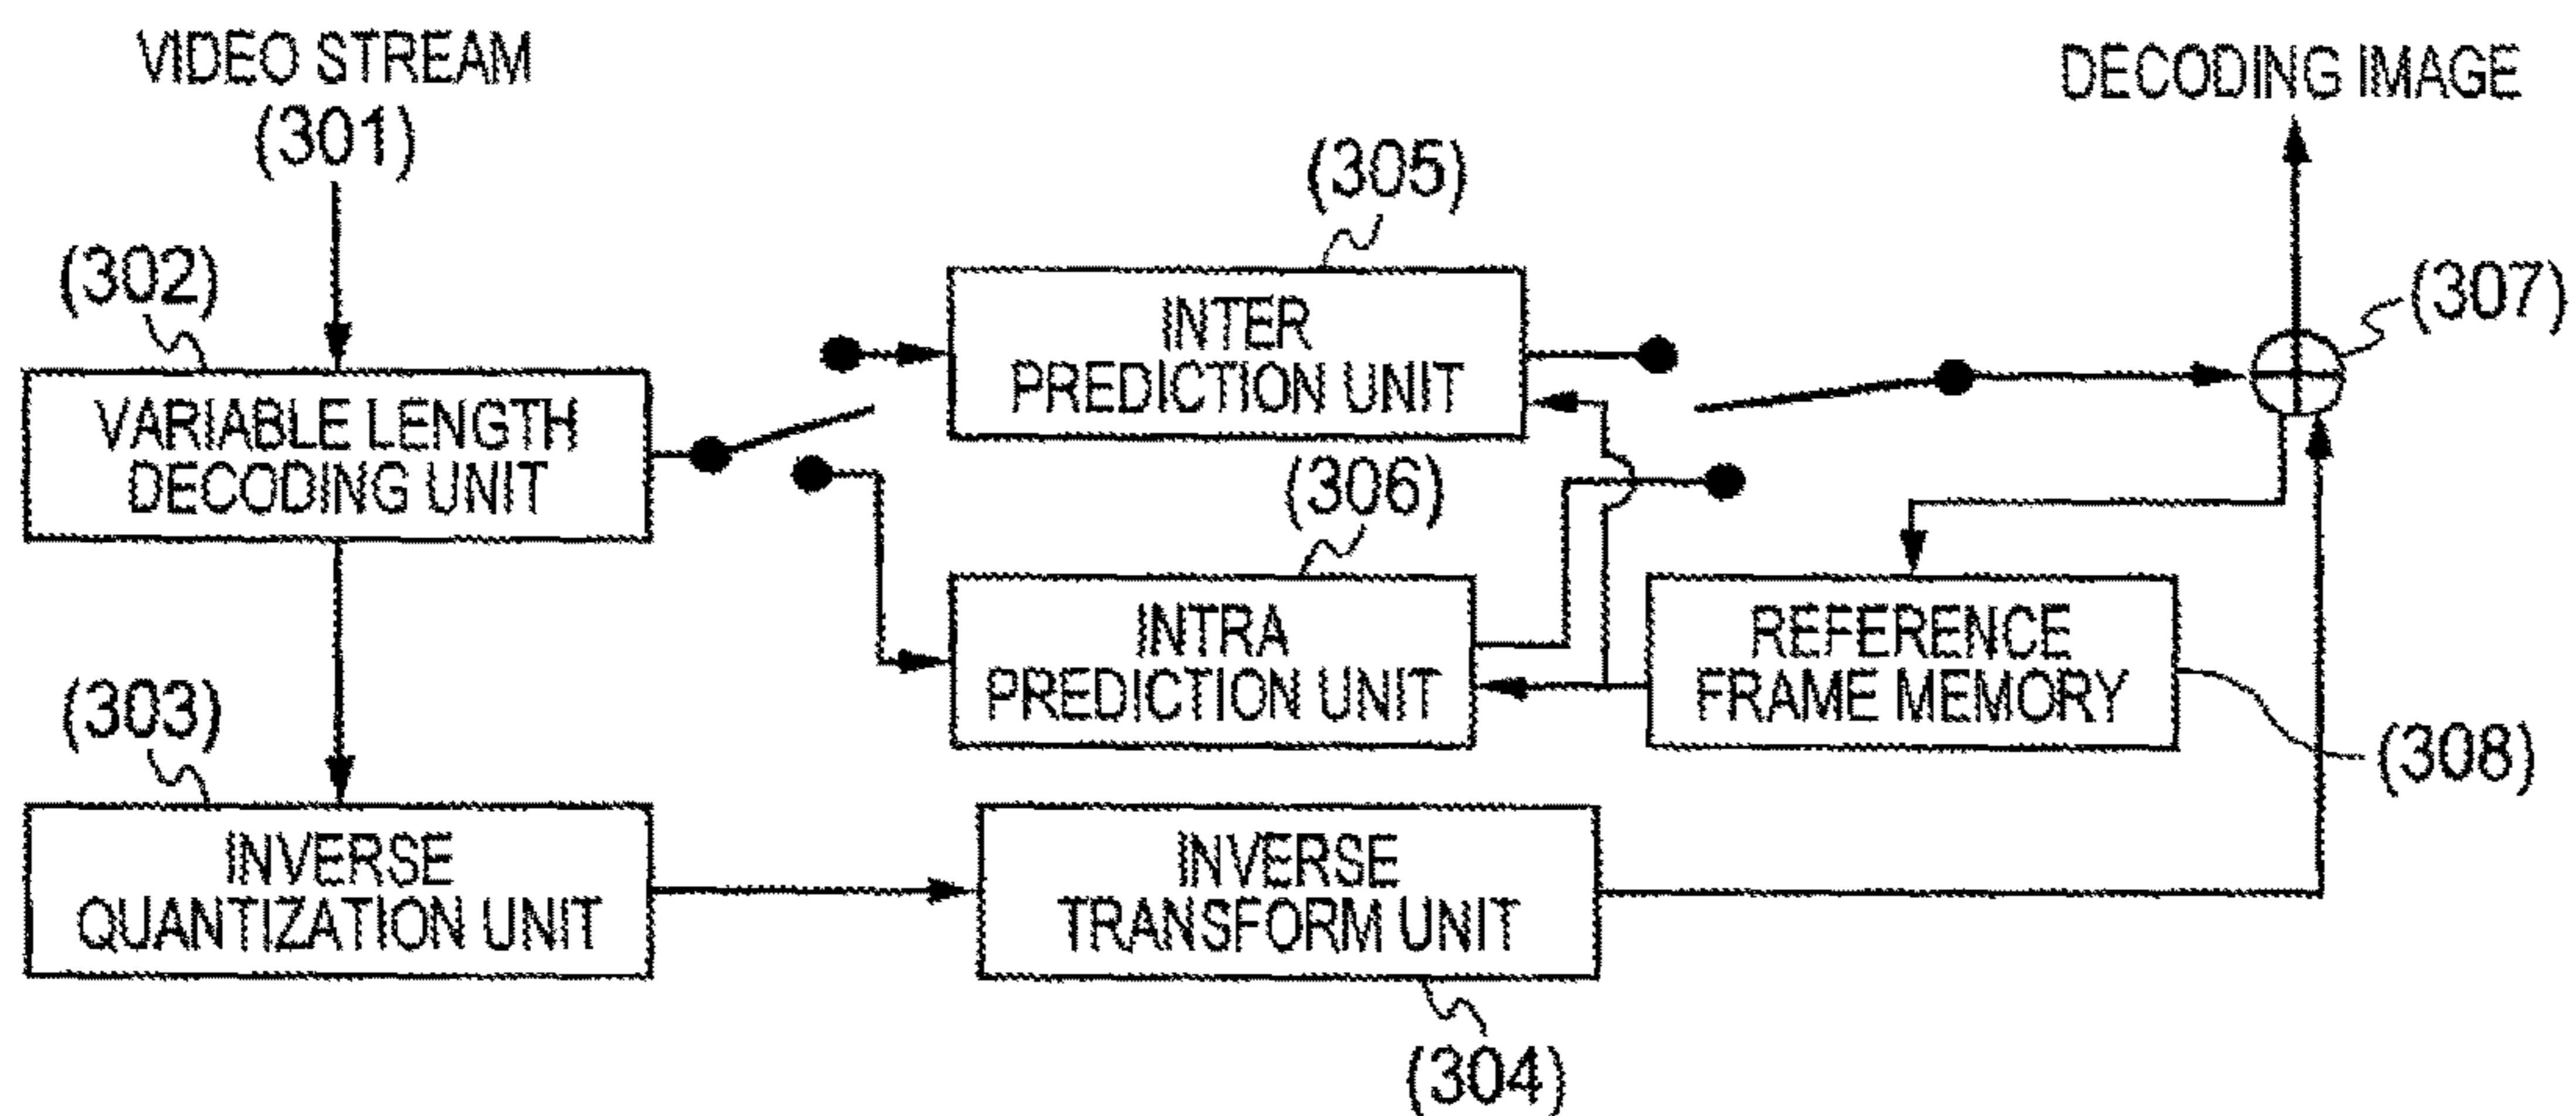 VIDEO STREAM
(301)
DECODING IMAGE
(302)
VARIABLE LENGTH
DECODING UNIT
(305)
INTER
PREDICTION UNIT
(307)
(306)
INTRA
PREDICTION UNIT
REFERENCE
FRAME MEMORY
(308)
(303)
INVERSE
QUANTIZATION UNIT
INVERSE
TRANSFORM UNIT
(304)